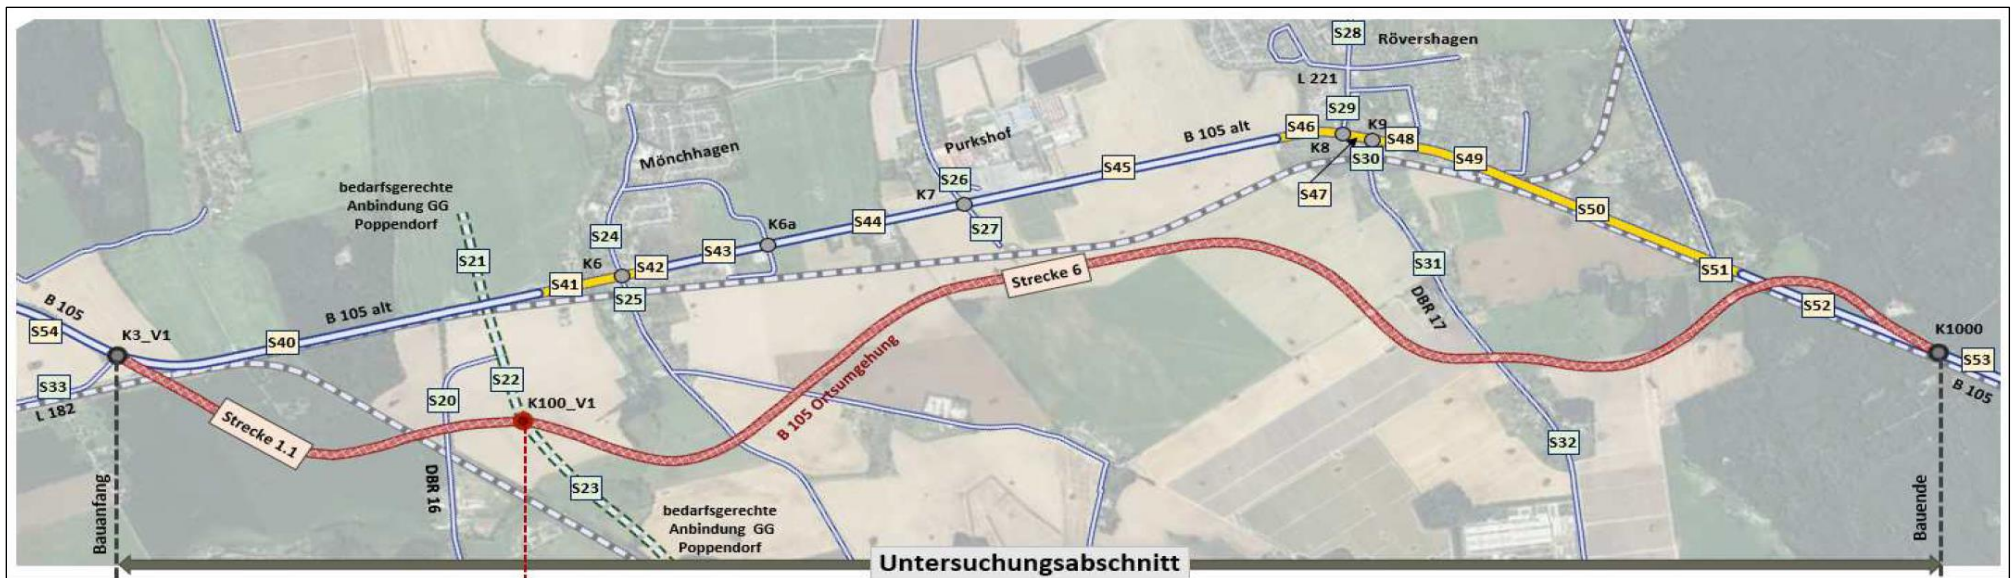 S28
Rövershagen
L 221
S29
K9
S46
S48
K8
S30
S49
S47
B 105 alt
Purkshof
S45
S26
K7
S27
S44
Mönchhagen
K6a
S43
S24
K6
S42
S41
S25
bedarfsgerechte
Anbindung GG
Poppendorf
S21
B 105 alt
S50
S51
S52
S31
DBR 17
Strecke 6
B 105
S54
K3_V1
S40
K1000
S53
B 105
S33
L 182
S22
S20
K100_V1
B 105 Ortsumgehung
Strecke 1.1
S32
DBR 16
S23
bedarfsgerechte
Anbindung GG
Poppendorf
Bauanfang
Bauende
Untersuchungsabschnitt